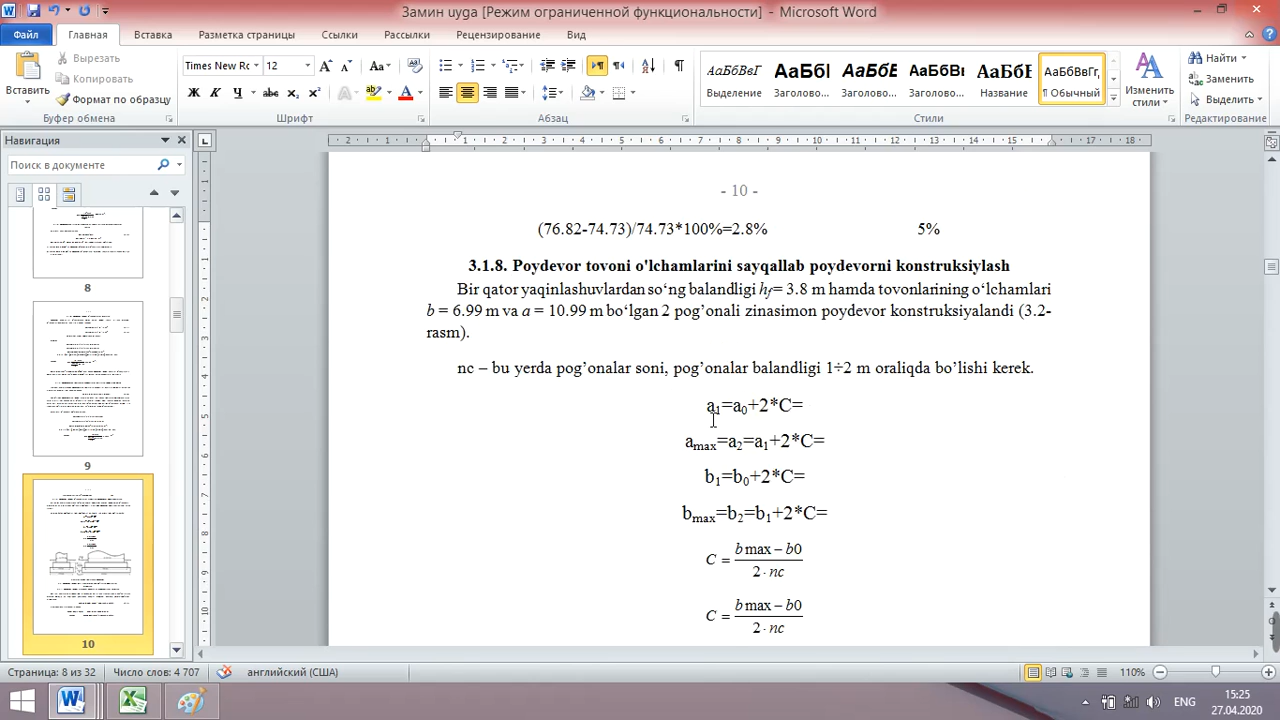 Замин uyga [Режим ограниченной функциональности] - Microsoft Word
Файл Главная Вставка Разметка страницы Ссылки Рассылки Рецензирование Вид
Вставить
Вырезать
Копировать
Формат по образцу
Буфер обмена
Times New Rc 12
Ж К Ч
Шрифт
Абзац
АаБбВвГ АаБбІ АаБбЕ АаБбВı АаБбЕ АаБбВвГг,
Выделение Заголово... Заголово... Заголово... Название ¶ Обычный
Стили
Изменить стили
Найти
Заменить
Выделить
Редактирование
Навигация
Поиск в документе
8
9
10
- 10 -
(76.82-74.73)/74.73*100%=2.8% 5%
3.1.8. Poydevor tovoni o'lchamlarini sayqallab poydevorni konstruksiylash
Bir qator yaqinlashuvlardan so‘ng balandligi hf= 3.8 m hamda tovonlarining o‘lchamlari
b = 6.99 m va a = 10.99 m bo‘lgan 2 pog’onali zinasimon poydevor konstruksiyalandi (3.2-
rasm).
nc – bu yerda pog’onalar soni, pog’onalar balandligi 1÷2 m oraliqda bo’lishi kerek.
a1=a0+2*C=
amax=a2=a1+2*C=
b1=b0+2*C=
bmax=b2=b1+2*C=
C = (b max − b0) / (2 · nc)
C = (b max − b0) / (2 · nc)
Страница: 8 из 32 Число слов: 4 707 английский (США) 110%
ENG 15:25
27.04.2020